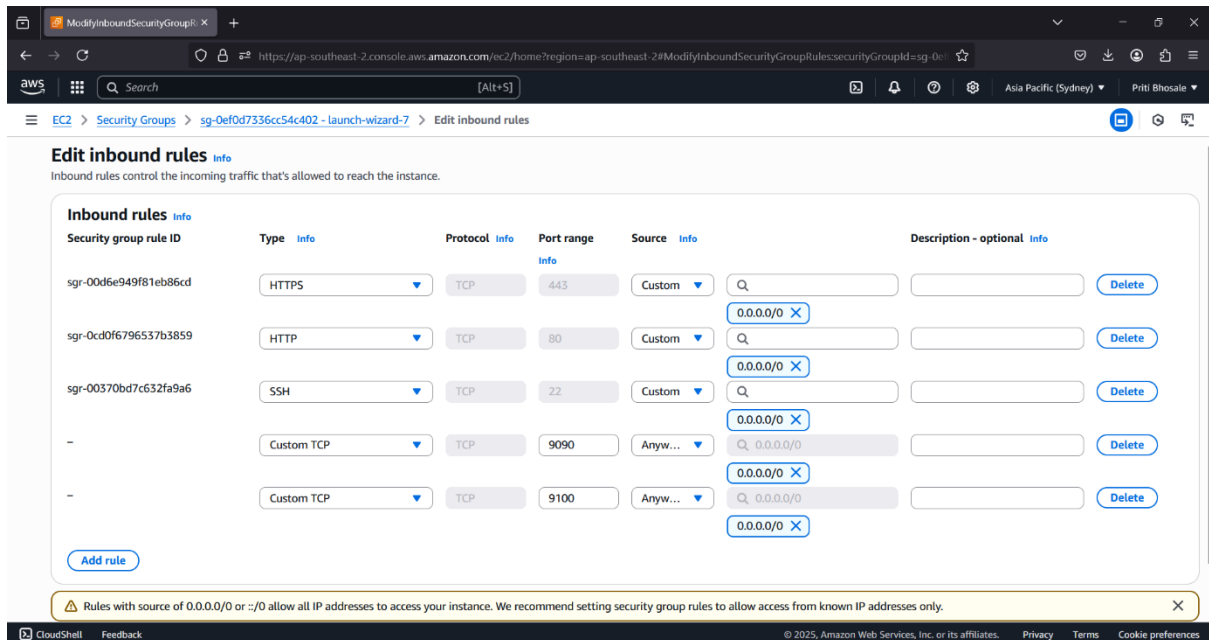 ModifyInboundSecurityGroupR
https://ap-southeast-2.console.aws.amazon.com/ec2/home?region=ap-southeast-2#ModifyInboundSecurityGroupRules:securityGroupId=sg-0ef
aws Search [Alt+S] Asia Pacific (Sydney) Priti Bhosale
EC2 > Security Groups > sg-0ef0d7336cc54c402 - launch-wizard-7 > Edit inbound rules
Edit inbound rules Info
Inbound rules control the incoming traffic that's allowed to reach the instance.
Inbound rules Info
Security group rule ID Type Info Protocol Info Port range Source Info Description - optional Info
Info
sgr-00d6e949f81eb86cd HTTPS TCP 443 Custom Delete
0.0.0.0/0
sgr-0cd0f6796537b3859 HTTP TCP 80 Custom Delete
0.0.0.0/0
sgr-00370bd7c632fa9a6 SSH TCP 22 Custom Delete
0.0.0.0/0
– Custom TCP TCP 9090 Anyw... 0.0.0.0/0 Delete
0.0.0.0/0
– Custom TCP TCP 9100 Anyw... 0.0.0.0/0 Delete
0.0.0.0/0
Add rule
Rules with source of 0.0.0.0/0 or ::/0 allow all IP addresses to access your instance. We recommend setting security group rules to allow access from known IP addresses only.
CloudShell Feedback © 2025, Amazon Web Services, Inc. or its affiliates. Privacy Terms Cookie preferences